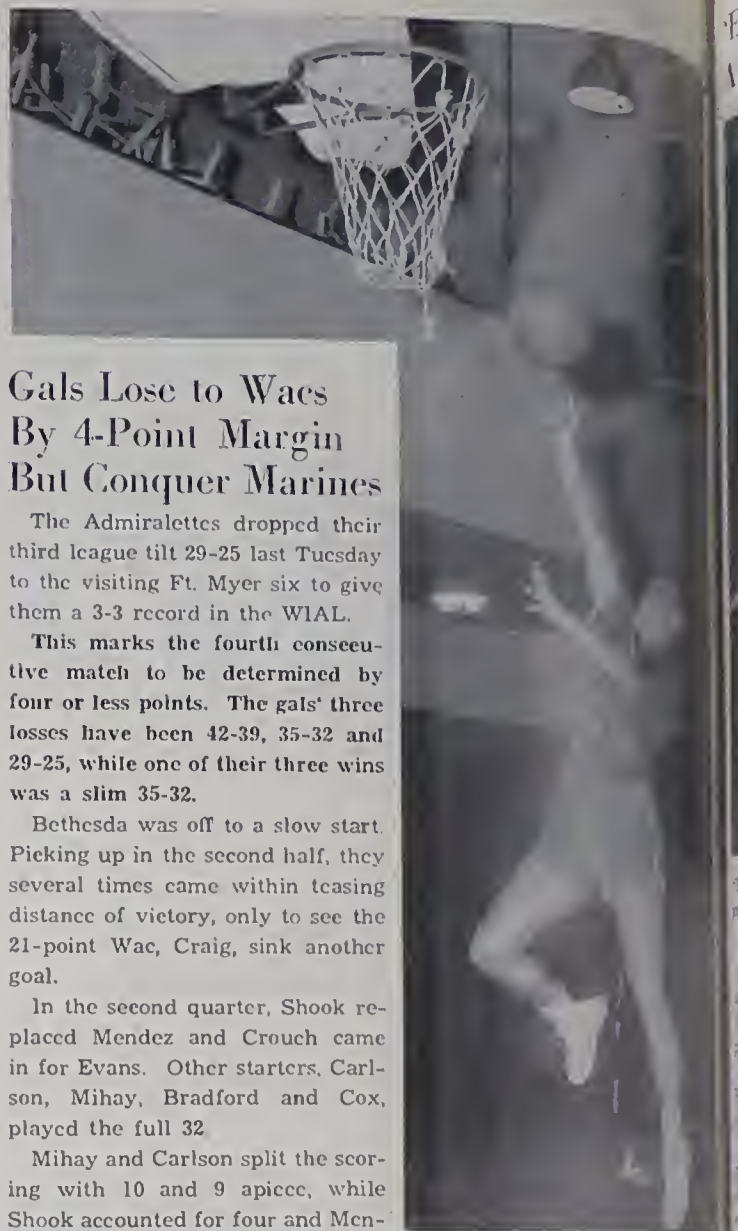 Gals Lose to Wacs
By 4-Point Margin
But Conquer Marines
The Admiralettes dropped their
third league tilt 29-25 last Tuesday
to the visiting Ft. Myer six to give
them a 3-3 record in the WIAL.
This marks the fourth consecu-
tive match to be determined by
four or less points. The gals' three
losses have been 42-39, 35-32 and
29-25, while one of their three wins
was a slim 35-32.
Bethesda was off to a slow start.
Picking up in the second half, they
several times came within teasing
distance of victory, only to see the
21-point Wac, Craig, sink another
goal.
In the second quarter, Shook re-
placed Mendez and Crouch came
in for Evans. Other starters, Carl-
son, Mihay, Bradford and Cox,
played the full 32
Mihay and Carlson split the scor-
ing with 10 and 9 apiece, while
Shook accounted for four and Men-